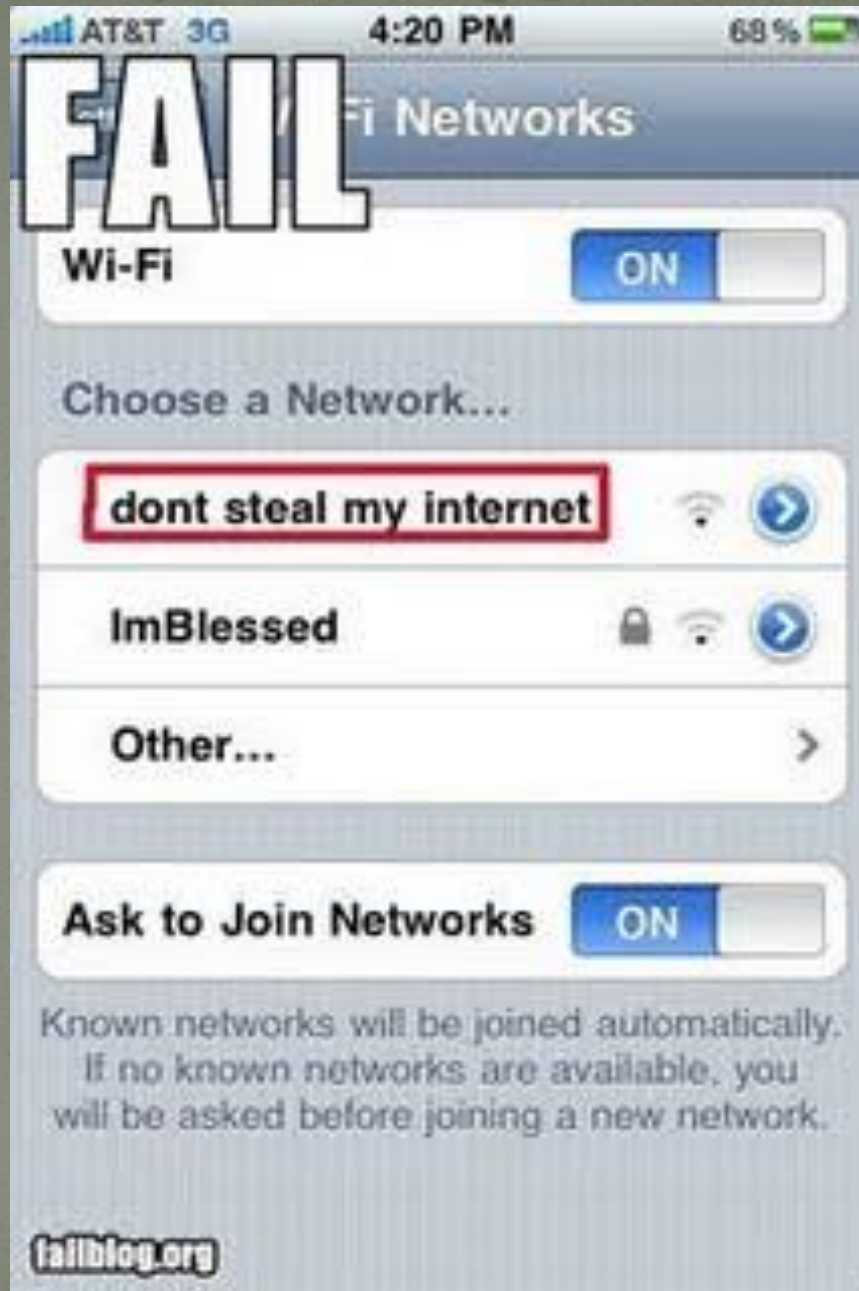 AT&T 3G 4:20 PM 68%
FAIL
Fi Networks
Wi-Fi ON
Choose a Network...
dont steal my internet
ImBlessed
Other...
Ask to Join Networks ON
Known networks will be joined automatically.
If no known networks are available, you
will be asked before joining a new network.
failblog.org